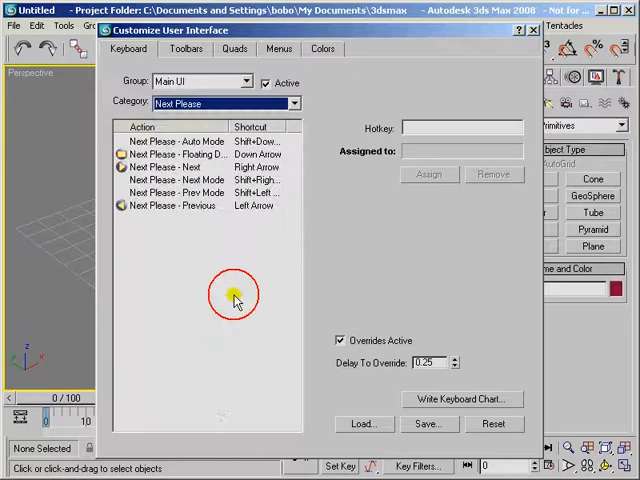 Untitled - Project Folder: C:\Documents and Settings\bobo\My Documents\3dsmax - Autodesk 3ds Max 2008 -
File Edit Tentacles
Customize User Interface
Keyboard Toolbars Quads Menus Colors
Perspective
Group: Main UI Active
Category: Next Please
Action Shortcut
Next Please - Auto Mode Shift+Dow...
Next Please - Floating D... Down Arrow
Next Please - Next Right Arrow
Next Please - Next Mode Shift+Righ...
Next Please - Prev Mode Shift+Left ...
Next Please - Previous Left Arrow
Hotkey:
Assigned to:
Assign Remove
Overrides Active
Delay To Override: 0.25
Write Keyboard Chart...
Load... Save... Reset
Primitives
bject Type
AutoGrid
Cone
GeoSphere
Tube
Pyramid
Plane
me and Color
z
x
y
0 / 100
0 10
None Selected
Click or click-and-drag to select objects
Set Key Key Filters... 0